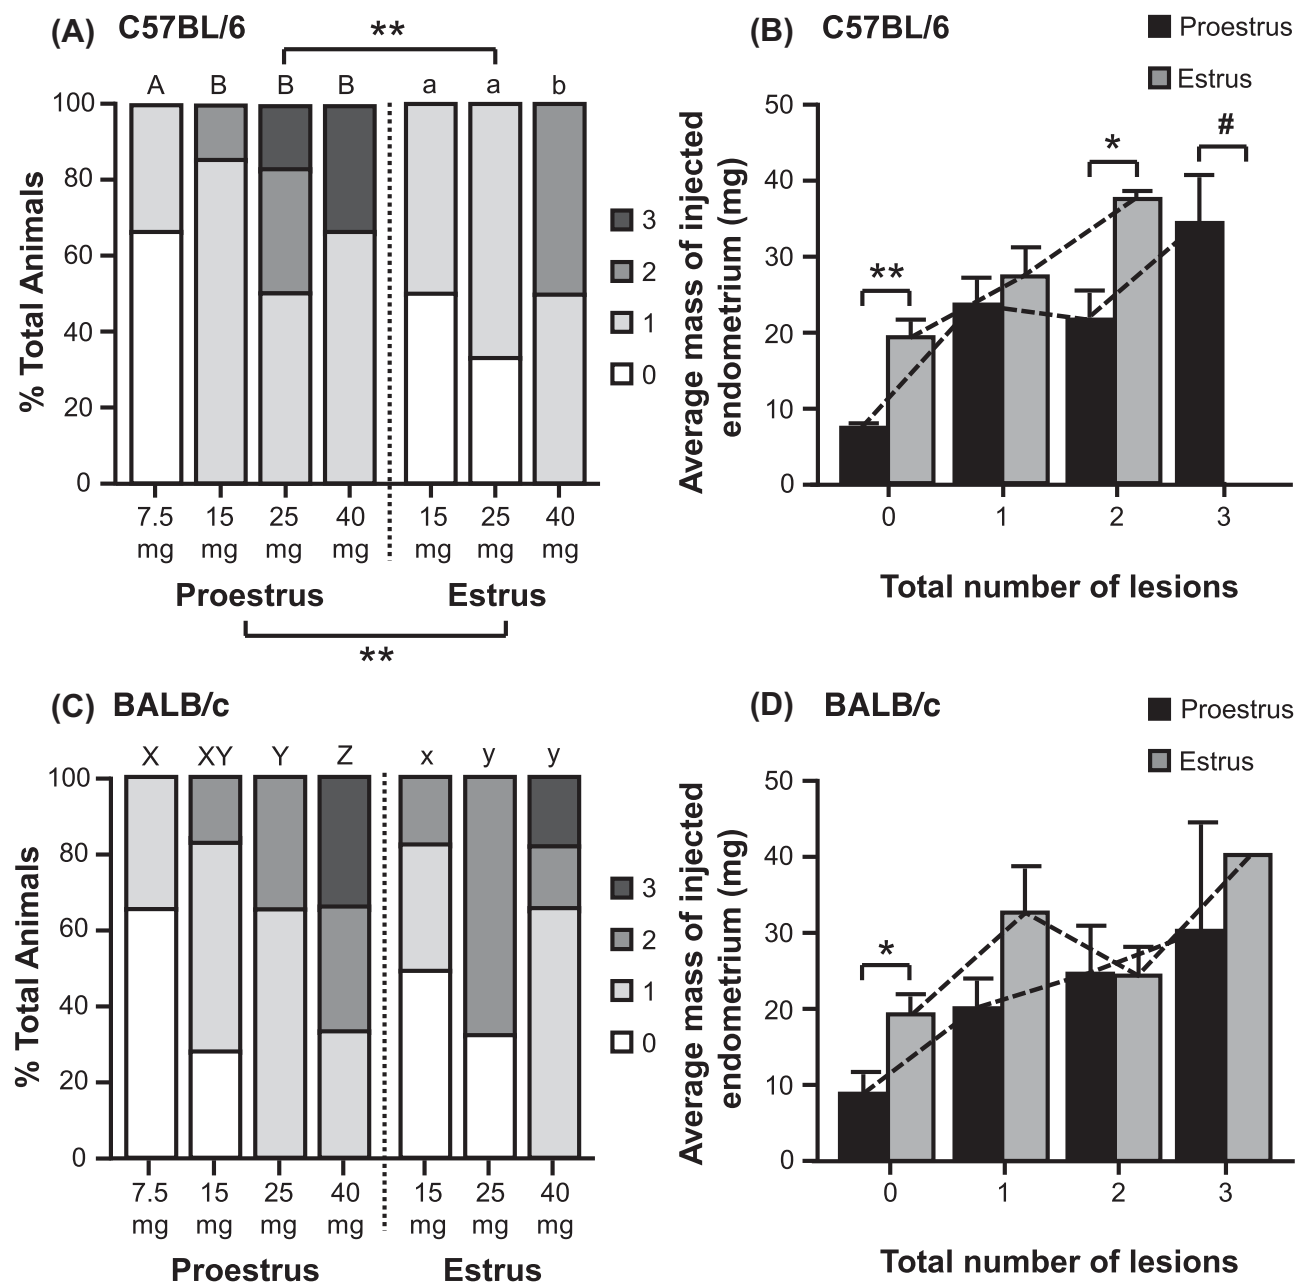 (A) C57BL/6
**
A B B B a a b
% Total Animals
100
80
60
40
20
0
3
2
1
0
7.5 mg
15 mg
25 mg
40 mg
15 mg
25 mg
40 mg
Proestrus Estrus
**
(B) C57BL/6
Proestrus
Estrus
Average mass of injected
endometrium (mg)
50
40
30
20
10
0
**
*
#
0 1 2 3
Total number of lesions
(C) BALB/c
X XY Y Z x y y
% Total Animals
100
80
60
40
20
0
3
2
1
0
7.5 mg
15 mg
25 mg
40 mg
15 mg
25 mg
40 mg
Proestrus Estrus
(D) BALB/c
Proestrus
Estrus
Average mass of injected
endometrium (mg)
50
40
30
20
10
0
*
0 1 2 3
Total number of lesions